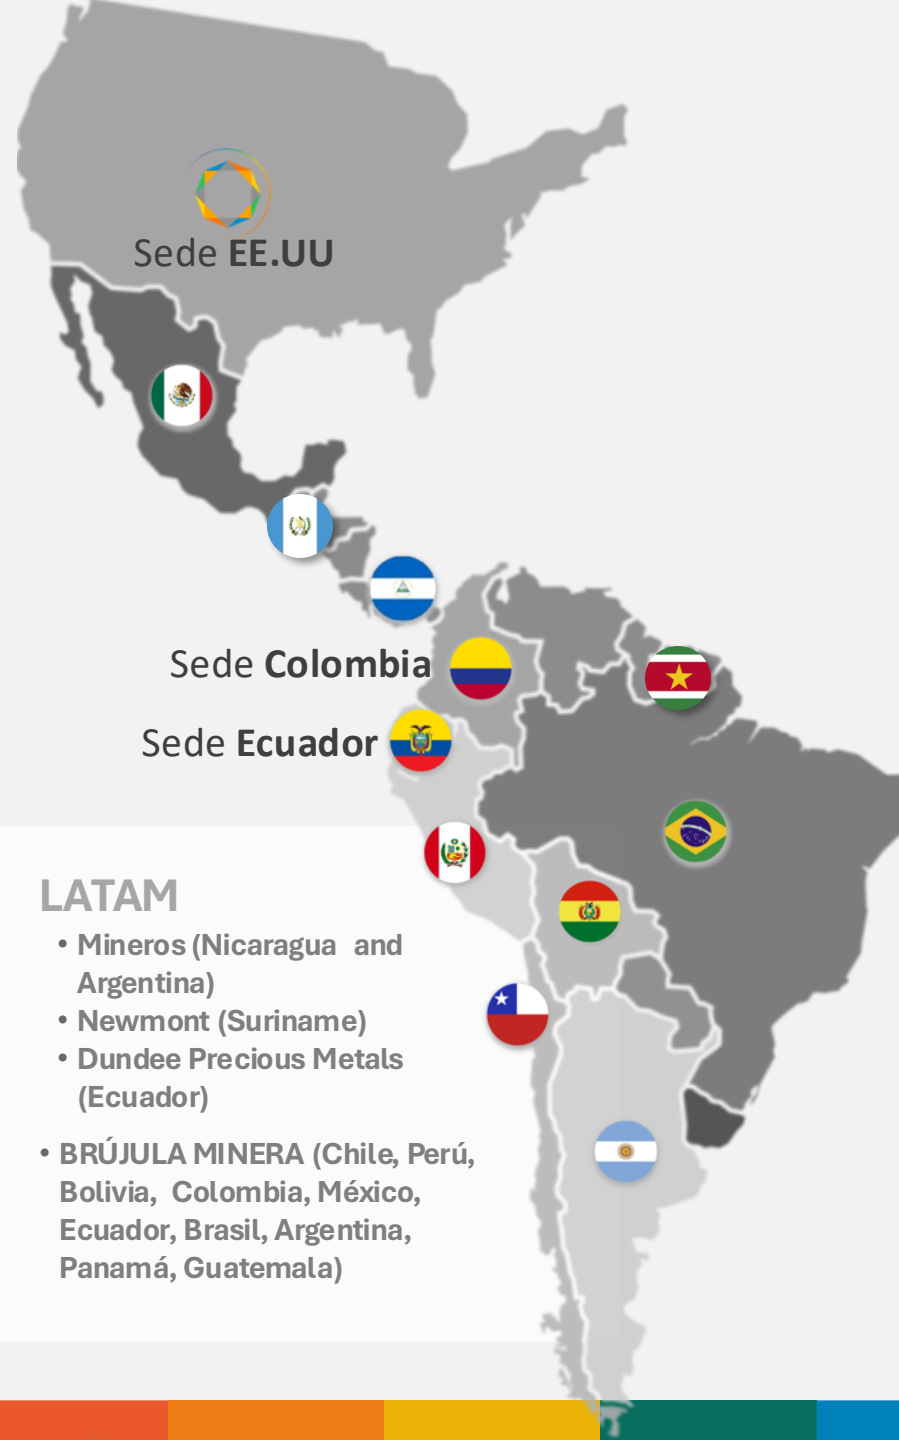 Sede EE.UU
Sede Colombia
Sede Ecuador
LATAM
• Mineros (Nicaragua and
Argentina)
• Newmont (Suriname)
• Dundee Precious Metals
(Ecuador)
• BRÚJULA MINERA (Chile, Perú,
Bolivia, Colombia, México,
Ecuador, Brasil, Argentina,
Panamá, Guatemala)